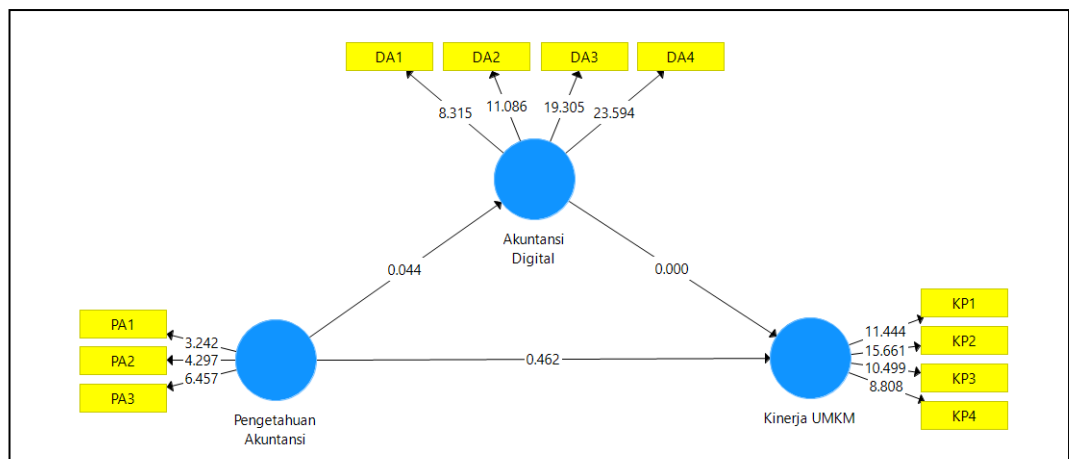 DA1 DA2 DA3 DA4
8.315 11.086 19.305 23.594
Akuntansi
Digital
0.044 0.000
PA1
PA2
PA3
3.242
4.297
6.457
Pengetahuan
Akuntansi
0.462
KP1
KP2
KP3
KP4
11.444
15.661
10.499
8.808
Kinerja UMKM